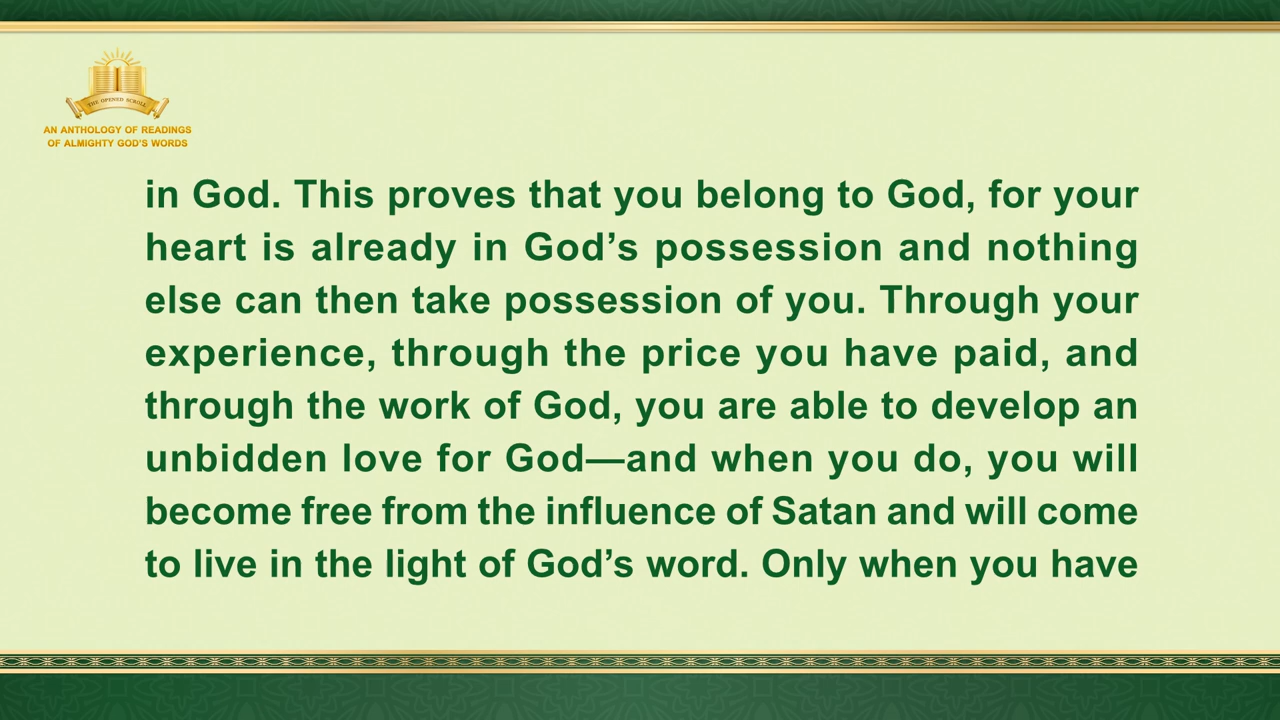 THE OPENED SCROLL
AN ANTHOLOGY OF READINGS
OF ALMIGHTY GOD'S WORDS
in God. This proves that you belong to God, for your
heart is already in God’s possession and nothing
else can then take possession of you. Through your
experience, through the price you have paid, and
through the work of God, you are able to develop an
unbidden love for God—and when you do, you will
become free from the influence of Satan and will come
to live in the light of God’s word. Only when you have